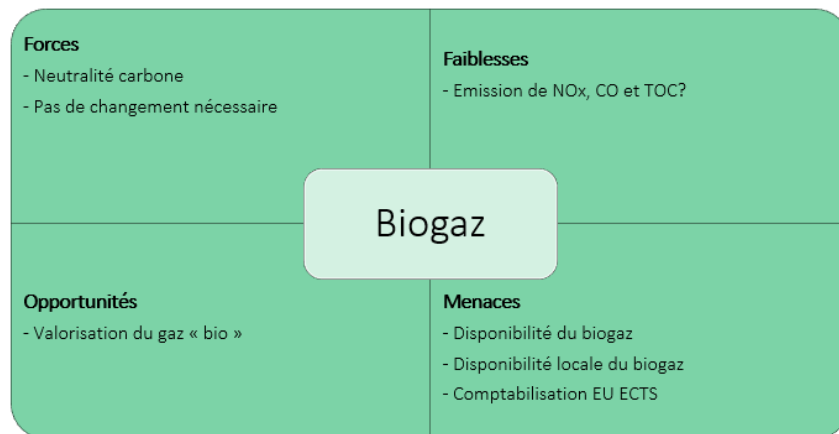 Forces
- Neutralité carbone
- Pas de changement nécessaire
Faiblesses
- Emission de NOx, CO et TOC?
Biogaz
Opportunités
- Valorisation du gaz « bio »
Menaces
- Disponibilité du biogaz
- Disponibilité locale du biogaz
- Comptabilisation EU ECTS